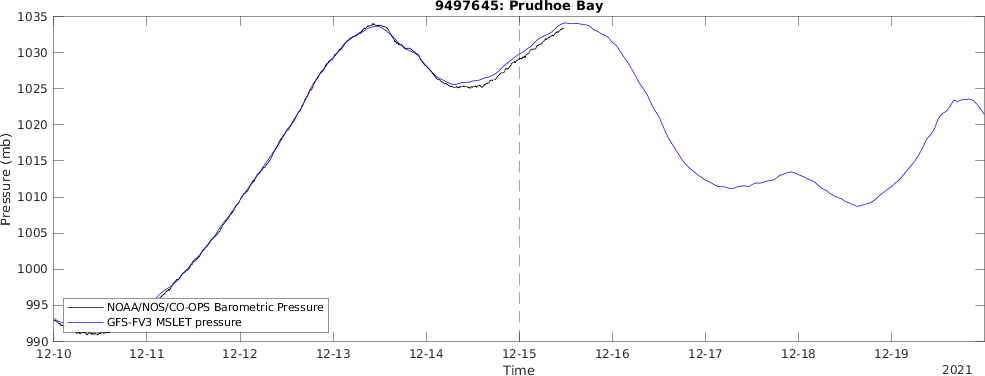 9497645: Prudhoe Bay
Pressure (mb)
1035
1030
1025
1020
1015
1010
1005
1000
995
990
NOAA/NOS/CO-OPS Barometric Pressure
GFS-FV3 MSLET pressure
12-10 12-11 12-12 12-13 12-14 12-15 12-16 12-17 12-18 12-19
Time
2021